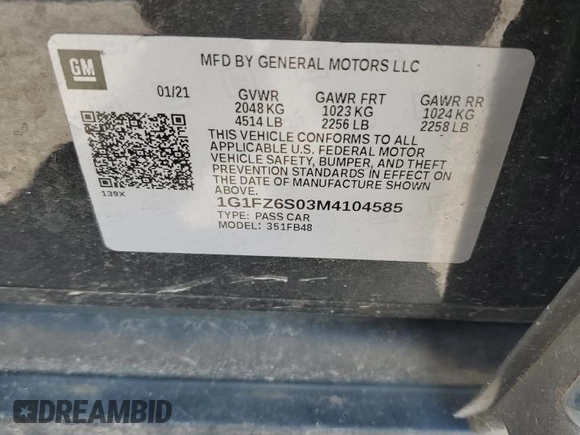 GM
MFD BY GENERAL MOTORS LLC
01/21 GVWR GAWR FRT GAWR RR
2048 KG 1023 KG 1024 KG
4514 LB 2256 LB 2258 LB
THIS VEHICLE CONFORMS TO ALL
APPLICABLE U.S. FEDERAL MOTOR
VEHICLE SAFETY, BUMPER, AND THEFT
PREVENTION STANDARDS IN EFFECT ON
THE DATE OF MANUFACTURE SHOWN
ABOVE.
139X
1G1FZ6S03M4104585
TYPE: PASS CAR
MODEL: 351FB48
DREAMBID